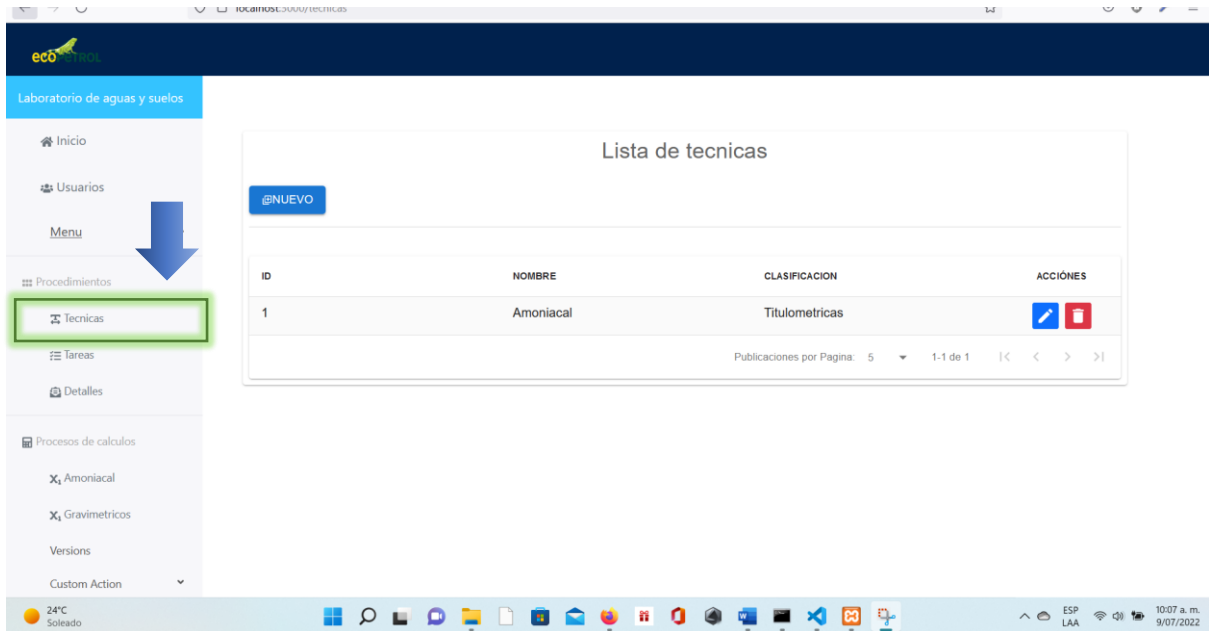 localhost:3000/tecnicas
ecoPETROL
Laboratorio de aguas y suelos
Inicio
Usuarios
Menu
Procedimientos
Tecnicas
Tareas
Detalles
Procesos de calculos
X₁ Amoniacal
X₁ Gravimetricos
Versions
Custom Action
Lista de tecnicas
NUEVO
ID NOMBRE CLASIFICACION ACCIÓNES
1 Amoniacal Titulometricas
Publicaciones por Pagina: 5 1-1 de 1
24°C
Soleado
ESP
LAA
10:07 a. m.
9/07/2022